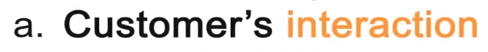 a. Customer’s interaction